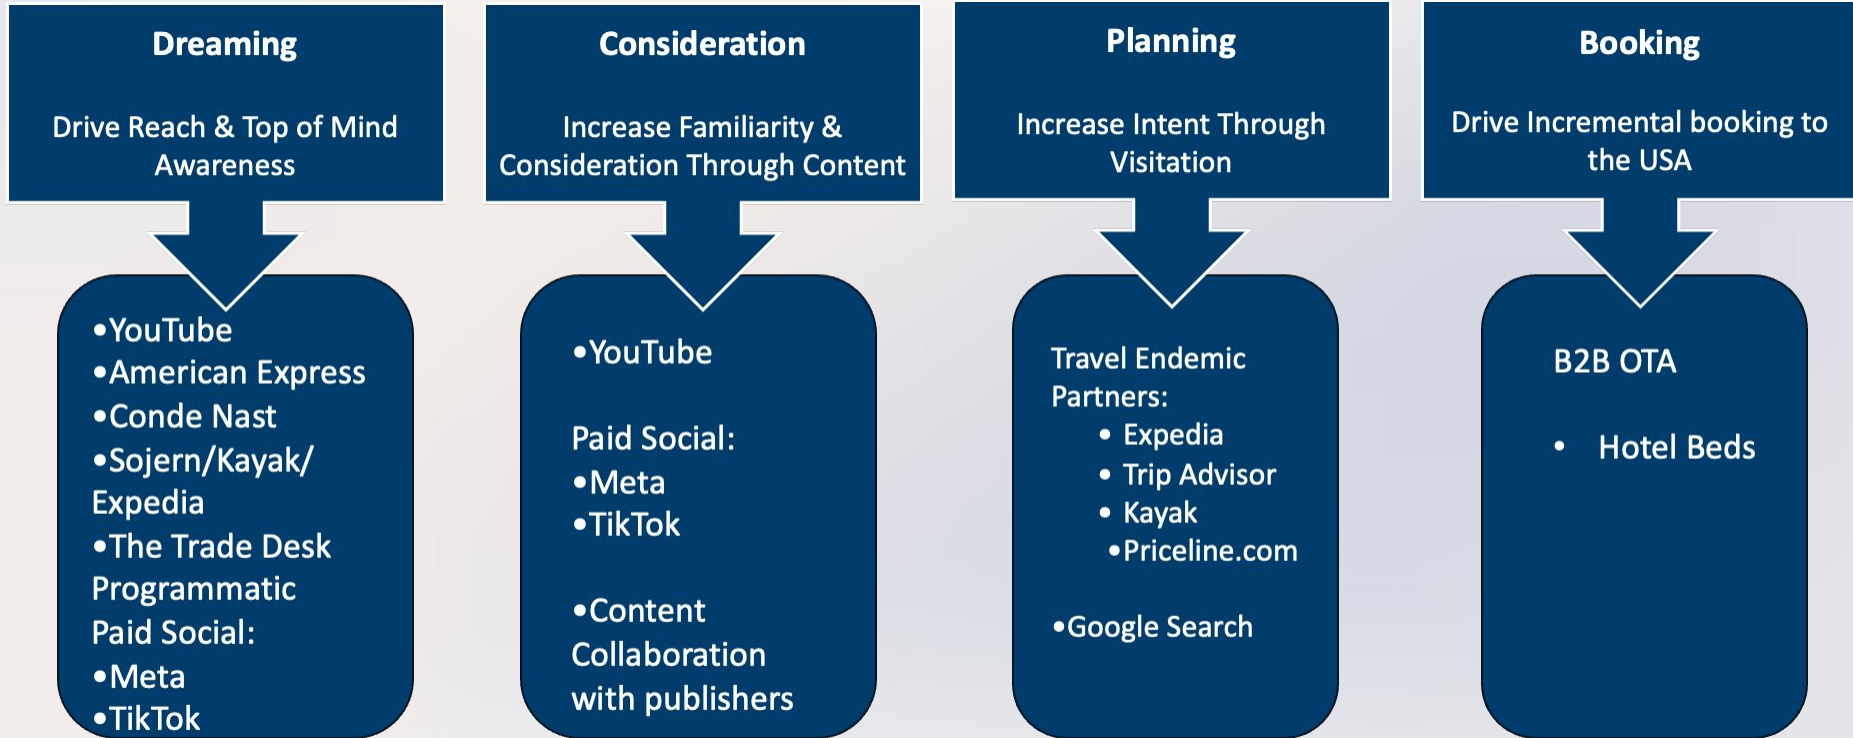 Dreaming
Drive Reach & Top of Mind
Awareness
•YouTube
•American Express
•Conde Nast
•Sojern/Kayak/
Expedia
•The Trade Desk
Programmatic
Paid Social:
•Meta
•TikTok
Consideration
Increase Familiarity &
Consideration Through Content
•YouTube
Paid Social:
•Meta
•TikTok
•Content
Collaboration
with publishers
Planning
Increase Intent Through
Visitation
Travel Endemic
Partners:
• Expedia
• Trip Advisor
• Kayak
•Priceline.com
•Google Search
Booking
Drive Incremental booking to
the USA
B2B OTA
• Hotel Beds